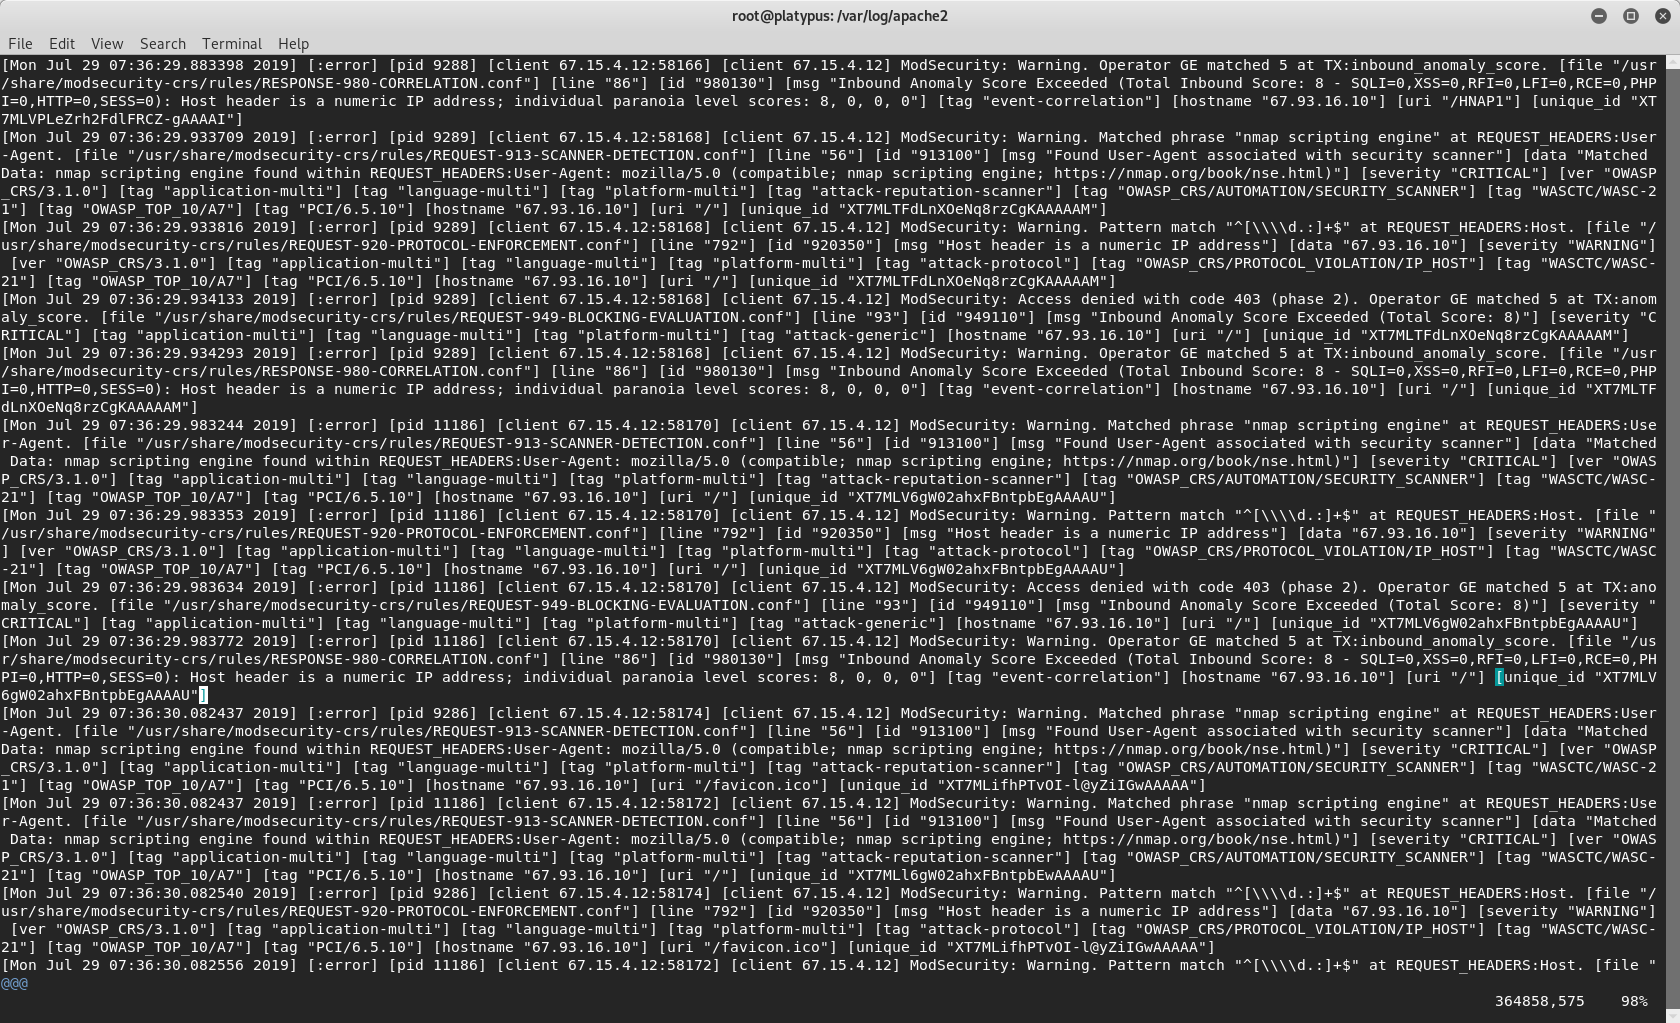 root@platypus: /var/log/apache2
File Edit View Search Terminal Help
[Mon Jul 29 07:36:29.883398 2019] [:error] [pid 9288] [client 67.15.4.12:58166] [client 67.15.4.12] ModSecurity: Warning. Operator GE matched 5 at TX:inbound_anomaly_score. [file "/usr
/share/modsecurity-crs/rules/RESPONSE-980-CORRELATION.conf"] [line "86"] [id "980130"] [msg "Inbound Anomaly Score Exceeded (Total Inbound Score: 8 - SQLI=0,XSS=0,RFI=0,LFI=0,RCE=0,PHP
I=0,HTTP=0,SESS=0): Host header is a numeric IP address; individual paranoia level scores: 8, 0, 0, 0"] [tag "event-correlation"] [hostname "67.93.16.10"] [uri "/HNAP1"] [unique_id "XT
7MLVPLeZrh2FdlFRCZ-gAAAAI"]
[Mon Jul 29 07:36:29.933709 2019] [:error] [pid 9289] [client 67.15.4.12:58168] [client 67.15.4.12] ModSecurity: Warning. Matched phrase "nmap scripting engine" at REQUEST_HEADERS:User
-Agent. [file "/usr/share/modsecurity-crs/rules/REQUEST-913-SCANNER-DETECTION.conf"] [line "56"] [id "913100"] [msg "Found User-Agent associated with security scanner"] [data "Matched 
Data: nmap scripting engine found within REQUEST_HEADERS:User-Agent: mozilla/5.0 (compatible; nmap scripting engine; https://nmap.org/book/nse.html)"] [severity "CRITICAL"] [ver "OWASP
_CRS/3.1.0"] [tag "application-multi"] [tag "language-multi"] [tag "platform-multi"] [tag "attack-reputation-scanner"] [tag "OWASP_CRS/AUTOMATION/SECURITY_SCANNER"] [tag "WASCTC/WASC-2
1"] [tag "OWASP_TOP_10/A7"] [tag "PCI/6.5.10"] [hostname "67.93.16.10"] [uri "/"] [unique_id "XT7MLTFdLnXOeNq8rzCgKAAAAAM"]
[Mon Jul 29 07:36:29.933816 2019] [:error] [pid 9289] [client 67.15.4.12:58168] [client 67.15.4.12] ModSecurity: Warning. Pattern match "^[\\\\d.:]+$" at REQUEST_HEADERS:Host. [file "/
usr/share/modsecurity-crs/rules/REQUEST-920-PROTOCOL-ENFORCEMENT.conf"] [line "792"] [id "920350"] [msg "Host header is a numeric IP address"] [data "67.93.16.10"] [severity "WARNING"]
 [ver "OWASP_CRS/3.1.0"] [tag "application-multi"] [tag "language-multi"] [tag "platform-multi"] [tag "attack-protocol"] [tag "OWASP_CRS/PROTOCOL_VIOLATION/IP_HOST"] [tag "WASCTC/WASC-
21"] [tag "OWASP_TOP_10/A7"] [tag "PCI/6.5.10"] [hostname "67.93.16.10"] [uri "/"] [unique_id "XT7MLTFdLnXOeNq8rzCgKAAAAAM"]
[Mon Jul 29 07:36:29.934133 2019] [:error] [pid 9289] [client 67.15.4.12:58168] [client 67.15.4.12] ModSecurity: Access denied with code 403 (phase 2). Operator GE matched 5 at TX:anom
aly_score. [file "/usr/share/modsecurity-crs/rules/REQUEST-949-BLOCKING-EVALUATION.conf"] [line "93"] [id "949110"] [msg "Inbound Anomaly Score Exceeded (Total Score: 8)"] [severity "C
RITICAL"] [tag "application-multi"] [tag "language-multi"] [tag "platform-multi"] [tag "attack-generic"] [hostname "67.93.16.10"] [uri "/"] [unique_id "XT7MLTFdLnXOeNq8rzCgKAAAAAM"]
[Mon Jul 29 07:36:29.934293 2019] [:error] [pid 9289] [client 67.15.4.12:58168] [client 67.15.4.12] ModSecurity: Warning. Operator GE matched 5 at TX:inbound_anomaly_score. [file "/usr
/share/modsecurity-crs/rules/RESPONSE-980-CORRELATION.conf"] [line "86"] [id "980130"] [msg "Inbound Anomaly Score Exceeded (Total Inbound Score: 8 - SQLI=0,XSS=0,RFI=0,LFI=0,RCE=0,PHP
I=0,HTTP=0,SESS=0): Host header is a numeric IP address; individual paranoia level scores: 8, 0, 0, 0"] [tag "event-correlation"] [hostname "67.93.16.10"] [uri "/"] [unique_id "XT7MLTF
dLnXOeNq8rzCgKAAAAAM"]
[Mon Jul 29 07:36:29.983244 2019] [:error] [pid 11186] [client 67.15.4.12:58170] [client 67.15.4.12] ModSecurity: Warning. Matched phrase "nmap scripting engine" at REQUEST_HEADERS:Use
r-Agent. [file "/usr/share/modsecurity-crs/rules/REQUEST-913-SCANNER-DETECTION.conf"] [line "56"] [id "913100"] [msg "Found User-Agent associated with security scanner"] [data "Matched
 Data: nmap scripting engine found within REQUEST_HEADERS:User-Agent: mozilla/5.0 (compatible; nmap scripting engine; https://nmap.org/book/nse.html)"] [severity "CRITICAL"] [ver "OWAS
P_CRS/3.1.0"] [tag "application-multi"] [tag "language-multi"] [tag "platform-multi"] [tag "attack-reputation-scanner"] [tag "OWASP_CRS/AUTOMATION/SECURITY_SCANNER"] [tag "WASCTC/WASC-
21"] [tag "OWASP_TOP_10/A7"] [tag "PCI/6.5.10"] [hostname "67.93.16.10"] [uri "/"] [unique_id "XT7MLV6gW02ahxFBntpbEgAAAAU"]
[Mon Jul 29 07:36:29.983353 2019] [:error] [pid 11186] [client 67.15.4.12:58170] [client 67.15.4.12] ModSecurity: Warning. Pattern match "^[\\\\d.:]+$" at REQUEST_HEADERS:Host. [file "
/usr/share/modsecurity-crs/rules/REQUEST-920-PROTOCOL-ENFORCEMENT.conf"] [line "792"] [id "920350"] [msg "Host header is a numeric IP address"] [data "67.93.16.10"] [severity "WARNING"
] [ver "OWASP_CRS/3.1.0"] [tag "application-multi"] [tag "language-multi"] [tag "platform-multi"] [tag "attack-protocol"] [tag "OWASP_CRS/PROTOCOL_VIOLATION/IP_HOST"] [tag "WASCTC/WASC
-21"] [tag "OWASP_TOP_10/A7"] [tag "PCI/6.5.10"] [hostname "67.93.16.10"] [uri "/"] [unique_id "XT7MLV6gW02ahxFBntpbEgAAAAU"]
[Mon Jul 29 07:36:29.983634 2019] [:error] [pid 11186] [client 67.15.4.12:58170] [client 67.15.4.12] ModSecurity: Access denied with code 403 (phase 2). Operator GE matched 5 at TX:ano
maly_score. [file "/usr/share/modsecurity-crs/rules/REQUEST-949-BLOCKING-EVALUATION.conf"] [line "93"] [id "949110"] [msg "Inbound Anomaly Score Exceeded (Total Score: 8)"] [severity "
CRITICAL"] [tag "application-multi"] [tag "language-multi"] [tag "platform-multi"] [tag "attack-generic"] [hostname "67.93.16.10"] [uri "/"] [unique_id "XT7MLV6gW02ahxFBntpbEgAAAAU"]
[Mon Jul 29 07:36:29.983772 2019] [:error] [pid 11186] [client 67.15.4.12:58170] [client 67.15.4.12] ModSecurity: Warning. Operator GE matched 5 at TX:inbound_anomaly_score. [file "/us
r/share/modsecurity-crs/rules/RESPONSE-980-CORRELATION.conf"] [line "86"] [id "980130"] [msg "Inbound Anomaly Score Exceeded (Total Inbound Score: 8 - SQLI=0,XSS=0,RFI=0,LFI=0,RCE=0,PH
PI=0,HTTP=0,SESS=0): Host header is a numeric IP address; individual paranoia level scores: 8, 0, 0, 0"] [tag "event-correlation"] [hostname "67.93.16.10"] [uri "/"] [unique_id "XT7MLV
6gW02ahxFBntpbEgAAAAU"]
[Mon Jul 29 07:36:30.082437 2019] [:error] [pid 9286] [client 67.15.4.12:58174] [client 67.15.4.12] ModSecurity: Warning. Matched phrase "nmap scripting engine" at REQUEST_HEADERS:User
-Agent. [file "/usr/share/modsecurity-crs/rules/REQUEST-913-SCANNER-DETECTION.conf"] [line "56"] [id "913100"] [msg "Found User-Agent associated with security scanner"] [data "Matched 
Data: nmap scripting engine found within REQUEST_HEADERS:User-Agent: mozilla/5.0 (compatible; nmap scripting engine; https://nmap.org/book/nse.html)"] [severity "CRITICAL"] [ver "OWASP
_CRS/3.1.0"] [tag "application-multi"] [tag "language-multi"] [tag "platform-multi"] [tag "attack-reputation-scanner"] [tag "OWASP_CRS/AUTOMATION/SECURITY_SCANNER"] [tag "WASCTC/WASC-2
1"] [tag "OWASP_TOP_10/A7"] [tag "PCI/6.5.10"] [hostname "67.93.16.10"] [uri "/favicon.ico"] [unique_id "XT7MLifhPTvOI-l@yZiIGwAAAAA"]
[Mon Jul 29 07:36:30.082437 2019] [:error] [pid 11186] [client 67.15.4.12:58172] [client 67.15.4.12] ModSecurity: Warning. Matched phrase "nmap scripting engine" at REQUEST_HEADERS:Use
r-Agent. [file "/usr/share/modsecurity-crs/rules/REQUEST-913-SCANNER-DETECTION.conf"] [line "56"] [id "913100"] [msg "Found User-Agent associated with security scanner"] [data "Matched
 Data: nmap scripting engine found within REQUEST_HEADERS:User-Agent: mozilla/5.0 (compatible; nmap scripting engine; https://nmap.org/book/nse.html)"] [severity "CRITICAL"] [ver "OWAS
P_CRS/3.1.0"] [tag "application-multi"] [tag "language-multi"] [tag "platform-multi"] [tag "attack-reputation-scanner"] [tag "OWASP_CRS/AUTOMATION/SECURITY_SCANNER"] [tag "WASCTC/WASC-
21"] [tag "OWASP_TOP_10/A7"] [tag "PCI/6.5.10"] [hostname "67.93.16.10"] [uri "/"] [unique_id "XT7MLl6gW02ahxFBntpbEwAAAAU"]
[Mon Jul 29 07:36:30.082540 2019] [:error] [pid 9286] [client 67.15.4.12:58174] [client 67.15.4.12] ModSecurity: Warning. Pattern match "^[\\\\d.:]+$" at REQUEST_HEADERS:Host. [file "/
usr/share/modsecurity-crs/rules/REQUEST-920-PROTOCOL-ENFORCEMENT.conf"] [line "792"] [id "920350"] [msg "Host header is a numeric IP address"] [data "67.93.16.10"] [severity "WARNING"]
 [ver "OWASP_CRS/3.1.0"] [tag "application-multi"] [tag "language-multi"] [tag "platform-multi"] [tag "attack-protocol"] [tag "OWASP_CRS/PROTOCOL_VIOLATION/IP_HOST"] [tag "WASCTC/WASC-
21"] [tag "OWASP_TOP_10/A7"] [tag "PCI/6.5.10"] [hostname "67.93.16.10"] [uri "/favicon.ico"] [unique_id "XT7MLifhPTvOI-l@yZiIGwAAAAA"]
[Mon Jul 29 07:36:30.082556 2019] [:error] [pid 11186] [client 67.15.4.12:58172] [client 67.15.4.12] ModSecurity: Warning. Pattern match "^[\\\\d.:]+$" at REQUEST_HEADERS:Host. [file "
@@@
364858,575 98%